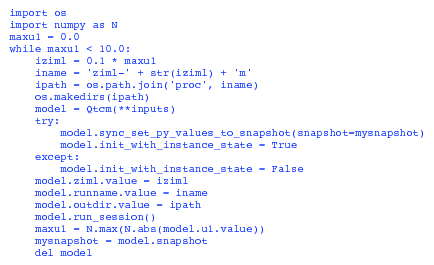 import os
import numpy as N
maxu1 = 0.0
while maxu1 < 10.0:
    iziml = 0.1 * maxu1
    iname = 'ziml-' + str(iziml) + 'm'
    ipath = os.path.join('proc', iname)
    os.makedirs(ipath)
    model = Qtcm(**inputs)
    try:
        model.sync_set_py_values_to_snapshot(snapshot=mysnapshot)
        model.init_with_instance_state = True
    except:
        model.init_with_instance_state = False
    model.ziml.value = iziml
    model.runname.value = iname
    model.outdir.value = ipath
    model.run_session()
    maxu1 = N.max(N.abs(model.u1.value))
    mysnapshot = model.snapshot
    del model